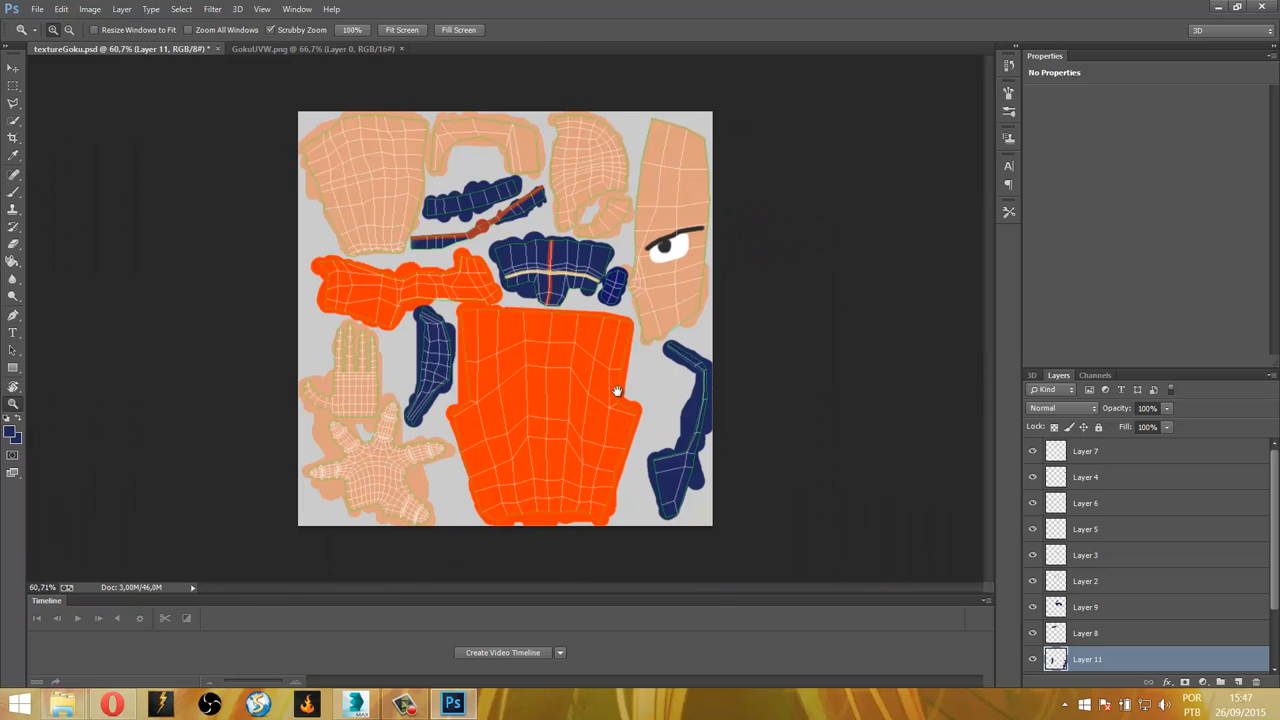 Ps File Edit Image Layer Type Select Filter 3D View Window Help
Resize Windows to Fit Zoom All Windows Scrubby Zoom 100% Fit Screen Fill Screen 3D
textureGoku.psd @ 60,7% (Layer 11, RGB/8#) * × GokuUVW.png @ 66,7% (Layer 0, RGB/16#) ×
Properties
No Properties
3D Layers Channels
Kind
Normal Opacity: 100%
Lock: Fill: 100%
Layer 7
Layer 4
Layer 6
Layer 5
Layer 3
Layer 2
Layer 9
Layer 8
Layer 11
60,71% Doc: 3,00M/46,0M
Timeline
Create Video Timeline
MAX
Ps
POR
PTB
15:47
26/09/2015